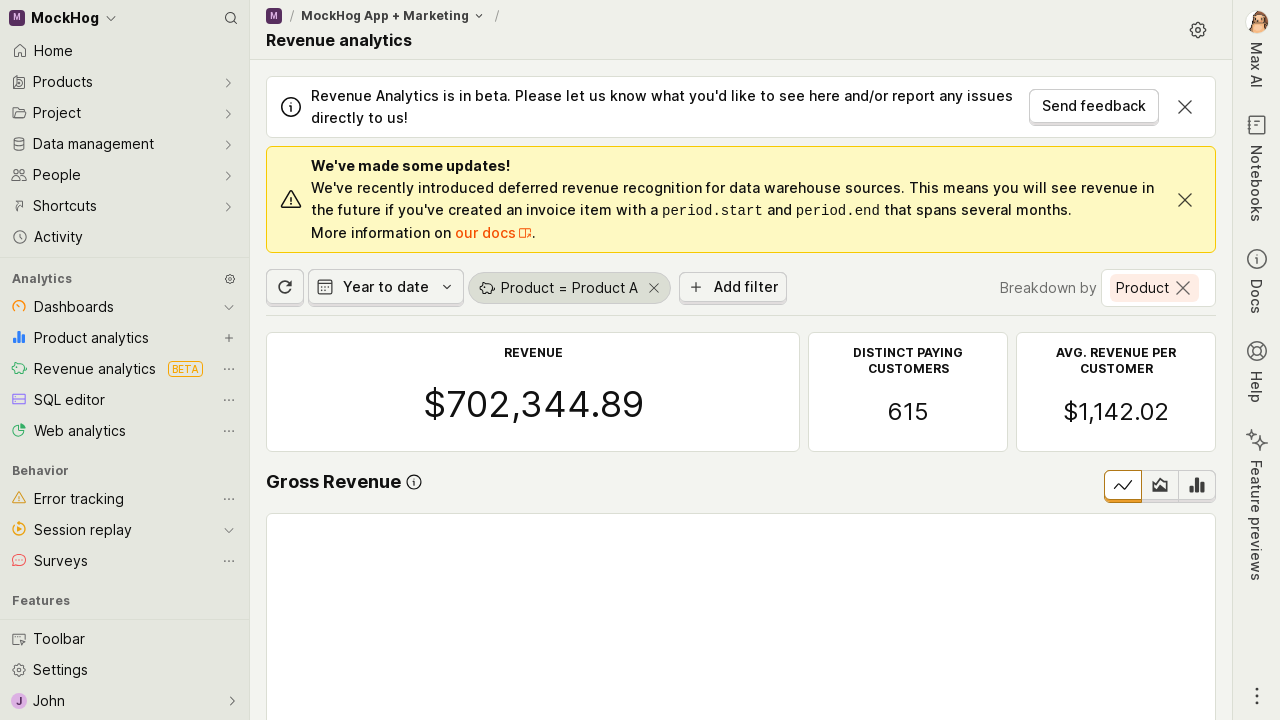 M MockHog
Home
Products
Project
Data management
People
Shortcuts
Activity
Analytics
Dashboards
Product analytics
Revenue analytics BETA
SQL editor
Web analytics
Behavior
Error tracking
Session replay
Surveys
Features
Toolbar
Settings
J John
M / MockHog App + Marketing /
Revenue analytics
Revenue Analytics is in beta. Please let us know what you'd like to see here and/or report any issues
directly to us!
Send feedback
We've made some updates!
We've recently introduced deferred revenue recognition for data warehouse sources. This means you will see revenue in
the future if you've created an invoice item with a period.start and period.end that spans several months.
More information on our docs.
Year to date
Product = Product A
Add filter
Breakdown by Product
REVENUE
$702,344.89
DISTINCT PAYING
CUSTOMERS
615
AVG. REVENUE PER
CUSTOMER
$1,142.02
Gross Revenue
Max AI
Notebooks
Docs
Help
Feature previews